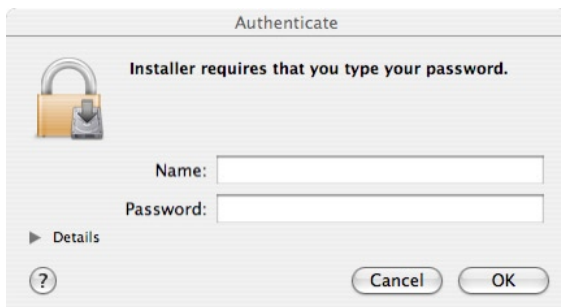 Authenticate
Installer requires that you type your password.
Name:
Password:
Details
?
Cancel
OK